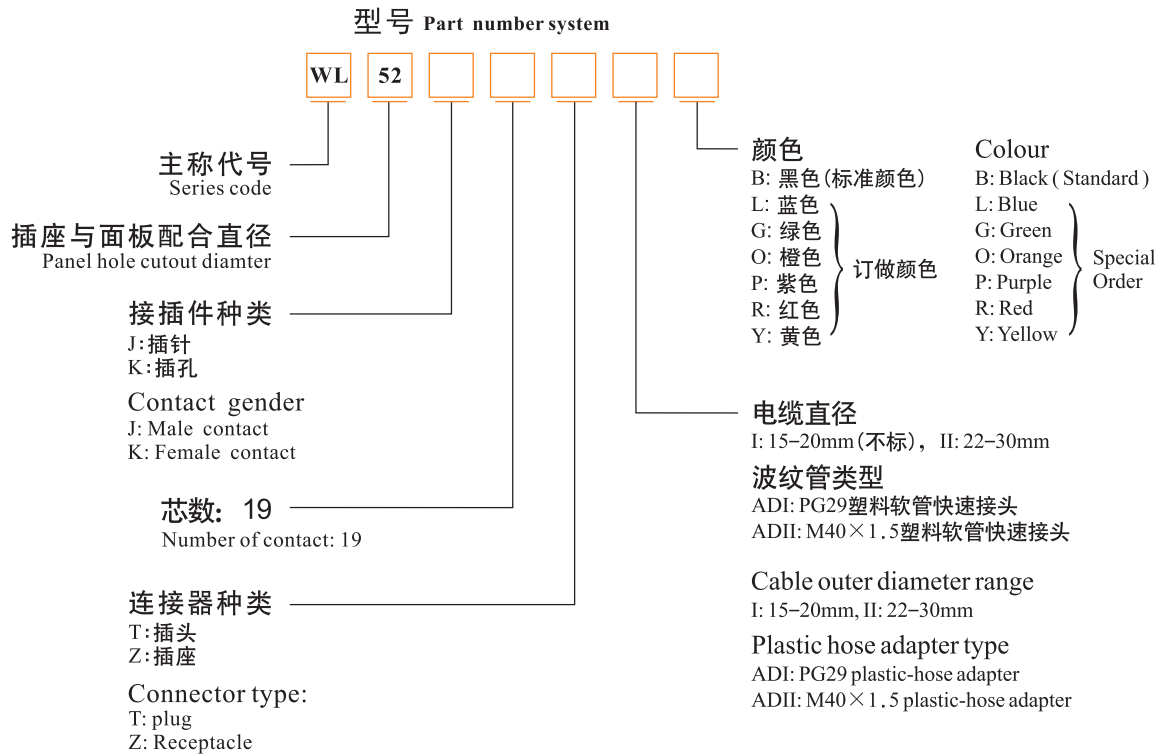 型号 Part number system
WL 52
主称代号
Series code
插座与面板配合直径
Panel hole cutout diamter
接插件种类
J:插针
K:插孔
Contact gender
J: Male contact
K: Female contact
芯数: 19
Number of contact: 19
连接器种类
T:插头
Z:插座
Connector type:
T: plug
Z: Receptacle
颜色
B: 黑色(标准颜色)
L: 蓝色
G: 绿色
O: 橙色
P: 紫色
R: 红色
Y: 黄色
订做颜色
Colour
B: Black ( Standard )
L: Blue
G: Green
O: Orange
P: Purple
R: Red
Y: Yellow
Special
Order
电缆直径
I: 15-20mm(不标), II: 22-30mm
波纹管类型
ADI: PG29塑料软管快速接头
ADII: M40×1.5塑料软管快速接头
Cable outer diameter range
I: 15-20mm, II: 22-30mm
Plastic hose adapter type
ADI: PG29 plastic-hose adapter
ADII: M40×1.5 plastic-hose adapter